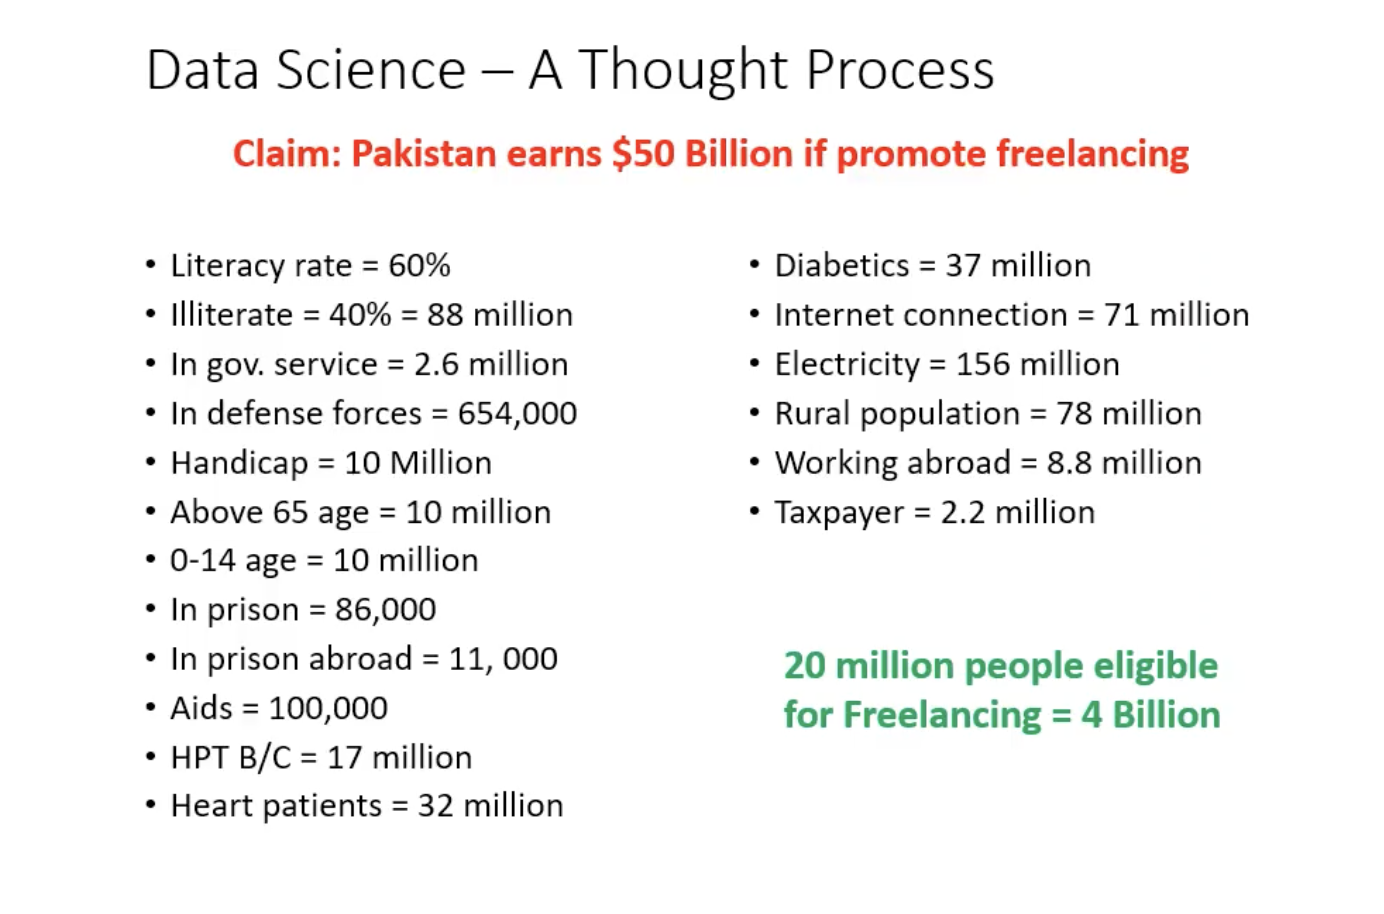 Data Science – A Thought Process
Claim: Pakistan earns $50 Billion if promote freelancing
• Literacy rate = 60%
• Illiterate = 40% = 88 million
• In gov. service = 2.6 million
• In defense forces = 654,000
• Handicap = 10 Million
• Above 65 age = 10 million
• 0-14 age = 10 million
• In prison = 86,000
• In prison abroad = 11, 000
• Aids = 100,000
• HPT B/C = 17 million
• Heart patients = 32 million
• Diabetics = 37 million
• Internet connection = 71 million
• Electricity = 156 million
• Rural population = 78 million
• Working abroad = 8.8 million
• Taxpayer = 2.2 million
20 million people eligible
for Freelancing = 4 Billion